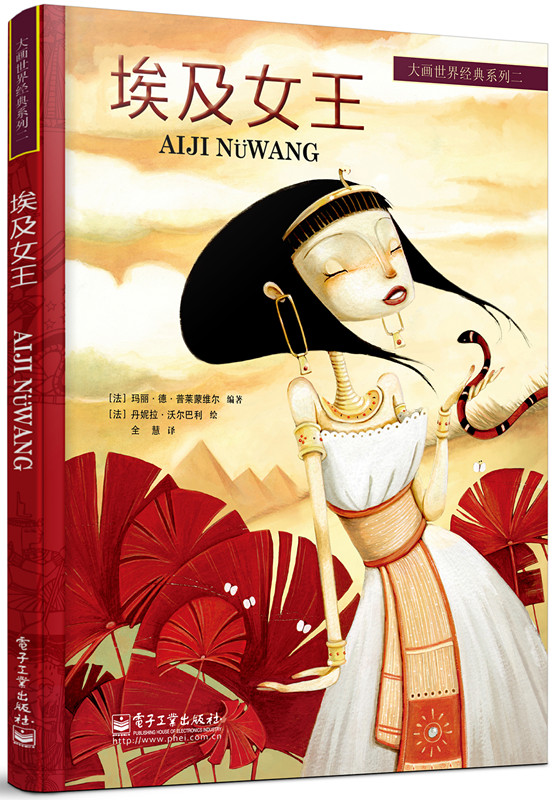 大画世界经典系列二
埃及女王
AIJI NÜWANG
[法] 玛丽·德·普莱蒙维尔 编著
[法] 丹妮拉·沃尔巴利 绘
全 慧 译
電子工業出版社
PUBLISHING HOUSE OF ELECTRONICS INDUSTRY
http://www.phei.com.cn
大画世界经典系列二
埃及女王
AIJI NÜWANG
電子工業出版社